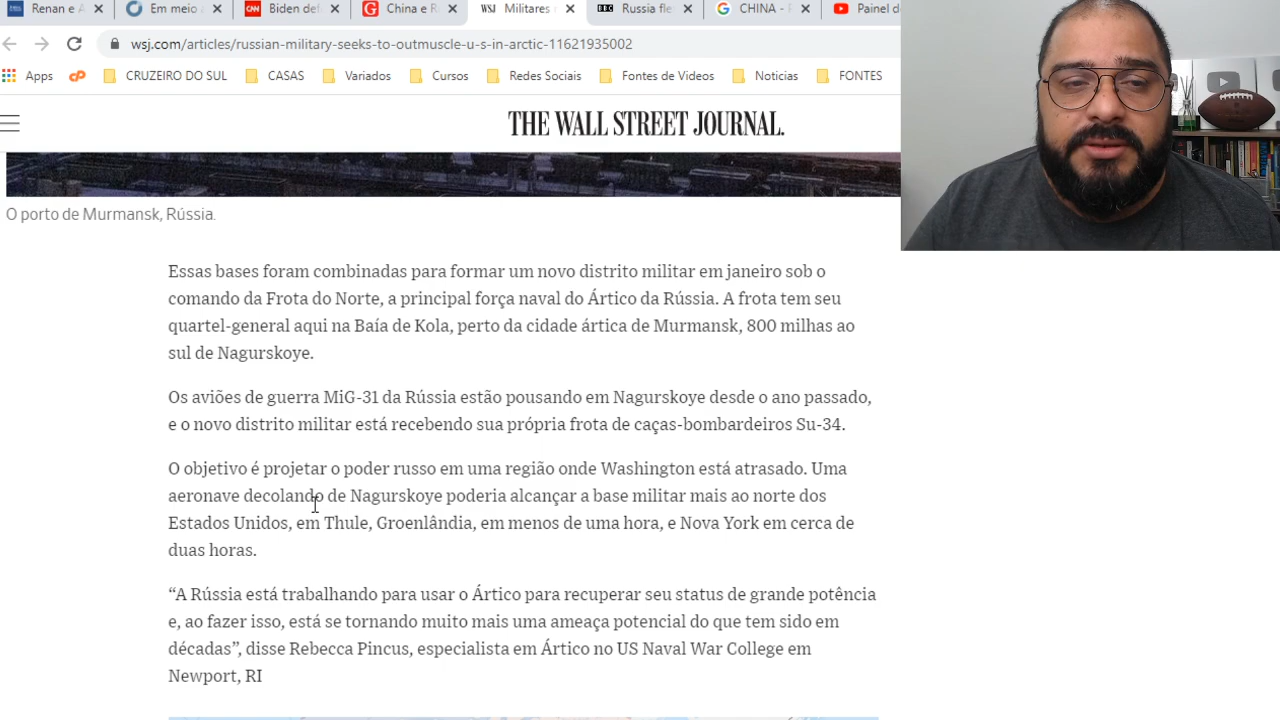 Renan e A
Em meio a
Biden def
China e R
WSJ Militares r
BBC Russia fle
CHINA - P
Painel de
wsj.com/articles/russian-military-seeks-to-outmuscle-u-s-in-arctic-11621935002
Apps CRUZEIRO DO SUL CASAS Variados Cursos Redes Sociais Fontes de Videos Noticias FONTES
THE WALL STREET JOURNAL.
O porto de Murmansk, Rússia.
Essas bases foram combinadas para formar um novo distrito militar em janeiro sob o
comando da Frota do Norte, a principal força naval do Ártico da Rússia. A frota tem seu
quartel-general aqui na Baía de Kola, perto da cidade ártica de Murmansk, 800 milhas ao
sul de Nagurskoye.
Os aviões de guerra MiG-31 da Rússia estão pousando em Nagurskoye desde o ano passado,
e o novo distrito militar está recebendo sua própria frota de caças-bombardeiros Su-34.
O objetivo é projetar o poder russo em uma região onde Washington está atrasado. Uma
aeronave decolando de Nagurskoye poderia alcançar a base militar mais ao norte dos
Estados Unidos, em Thule, Groenlândia, em menos de uma hora, e Nova York em cerca de
duas horas.
“A Rússia está trabalhando para usar o Ártico para recuperar seu status de grande potência
e, ao fazer isso, está se tornando muito mais uma ameaça potencial do que tem sido em
décadas”, disse Rebecca Pincus, especialista em Ártico no US Naval War College em
Newport, RI